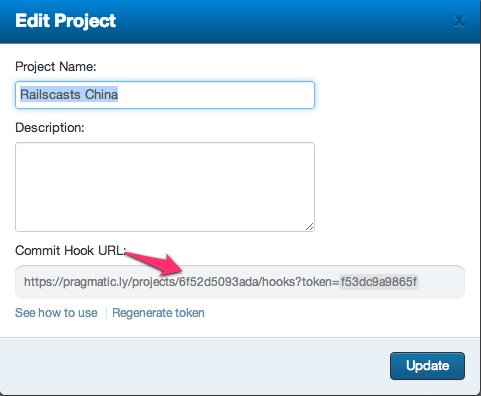 Edit Project
x
Project Name:
Railscasts China
Description:
Commit Hook URL:
https://pragmatic.ly/projects/6f52d5093ada/hooks?token=f53dc9a9865f
See how to use Regenerate token
Update